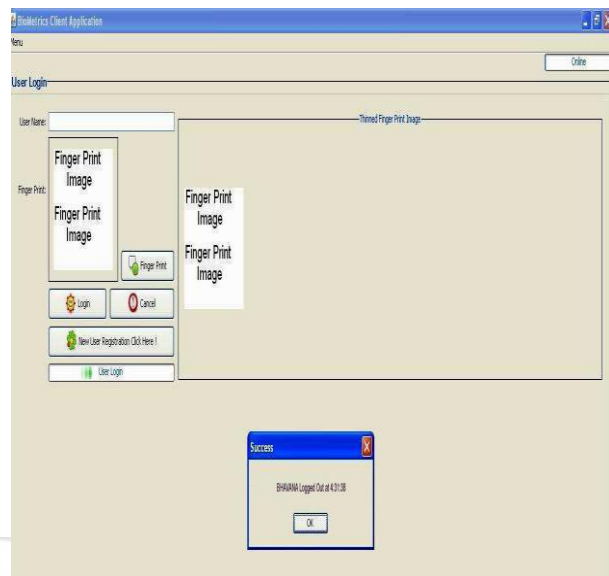 BioMetrics Client Application
Menu
Online
User Login
User Name:
Thinned Finger Print Image
Finger Print:
Finger Print
Image
Finger Print
Image
Finger Print
Image
Finger Print
Image
Finger Print
Login
Cancel
New User Registration Click Here !
User Login
Success
BHAVANA Logged Out at 4:31:38
OK